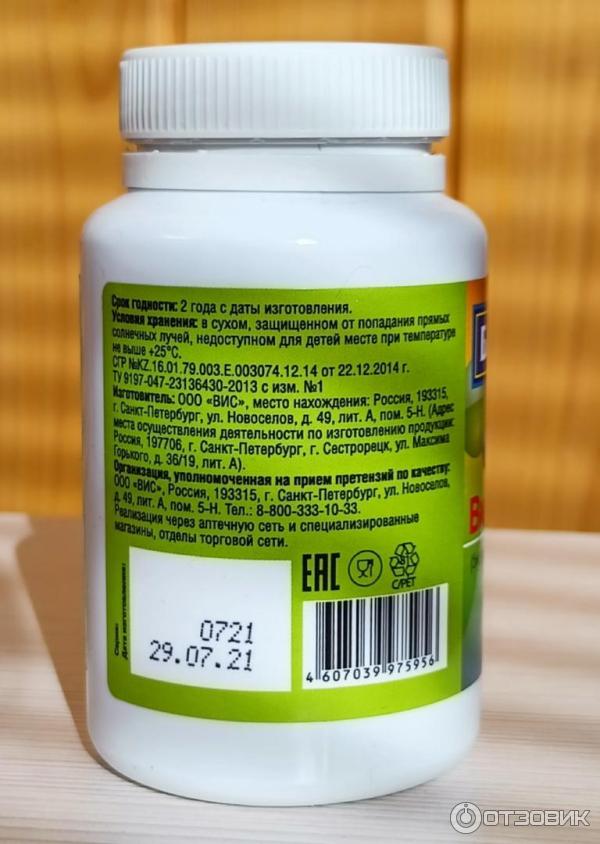 Срок годности: 2 года с даты изготовления.
Условия хранения: в сухом, защищенном от попадания прямых
солнечных лучей, недоступном для детей месте при температуре
не выше +25°С.
СГР №KZ.16.01.79.003.Е.003074.12.14 от 22.12.2014 г.
ТУ 9197-047-23136430-2013 с изм. №1
Изготовитель: ООО «ВИС», место нахождения: Россия, 193315,
г. Санкт-Петербург, ул. Новоселов, д. 49, лит. А, пом. 5-Н. (Адрес
места осуществления деятельности по изготовлению продукции:
Россия, 197706, г. Санкт-Петербург, г. Сестрорецк, ул. Максима
Горького, д. 36/19, лит. А).
Организация, уполномоченная на прием претензий по качеству:
ООО «ВИС», Россия, 193315, г. Санкт-Петербург, ул. Новоселов,
д. 49, лит. А, пом. 5-Н. Тел.: 8-800-333-10-33.
Реализация через аптечную сеть и специализированные
магазины, отделы торговой сети.
Серия:
Дата изготовления:
0721
29.07.21
ЕАС
81
C/PET
4 607039 975956
ОТЗОВИК